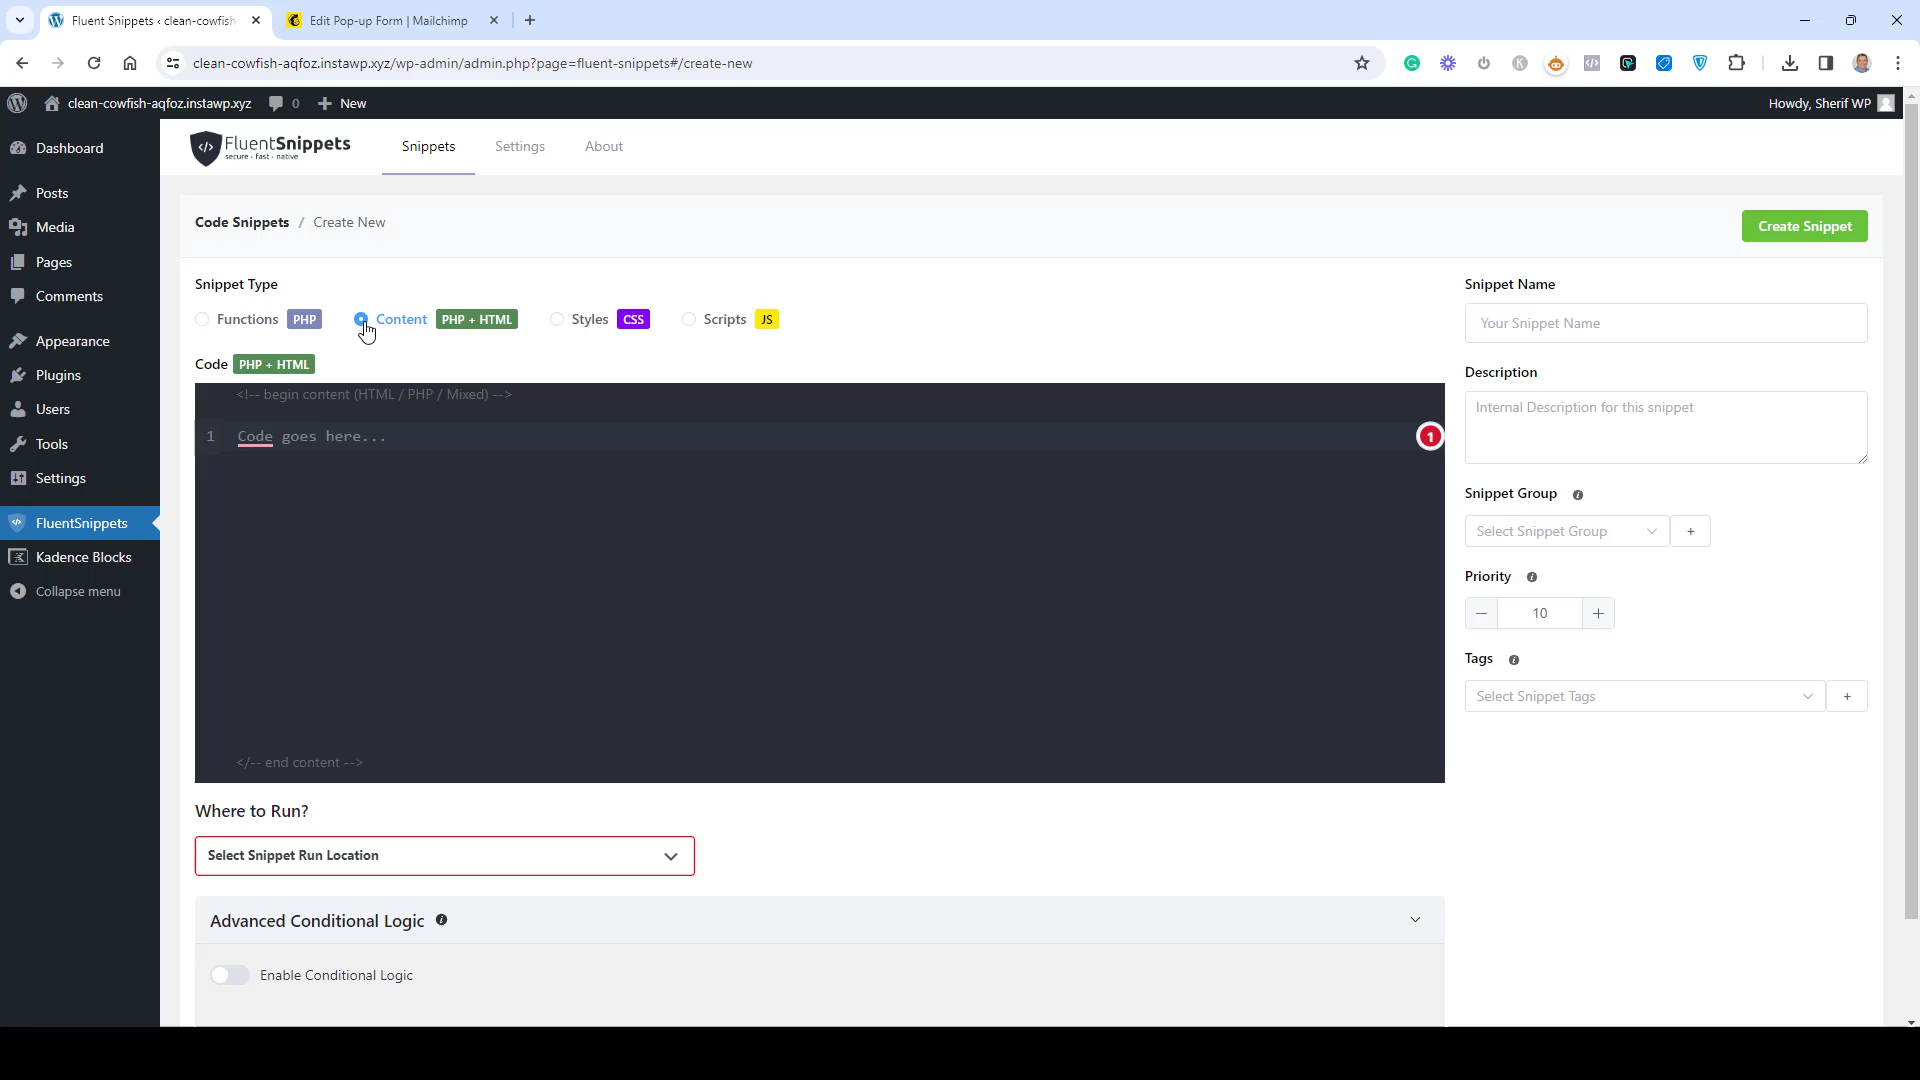 Fluent Snippets ‹ clean-cowfish
Edit Pop-up Form | Mailchimp
clean-cowfish-aqfoz.instawp.xyz/wp-admin/admin.php?page=fluent-snippets#/create-new
clean-cowfish-aqfoz.instawp.xyz
0
New
Howdy, Sherif WP
Dashboard
Posts
Media
Pages
Comments
Appearance
Plugins
Users
Tools
Settings
FluentSnippets
Kadence Blocks
Collapse menu
FluentSnippets
secure - fast - native
Snippets
Settings
About
Code Snippets / Create New
Create Snippet
Snippet Type
Functions PHP
Content PHP + HTML
Styles CSS
Scripts JS
Code PHP + HTML
<!-- begin content (HTML / PHP / Mixed) -->
1 Code goes here...
1
</-- end content -->
Where to Run?
Select Snippet Run Location
Advanced Conditional Logic
Enable Conditional Logic
Snippet Name
Your Snippet Name
Description
Internal Description for this snippet
Snippet Group
Select Snippet Group
+
Priority
10
Tags
Select Snippet Tags
+